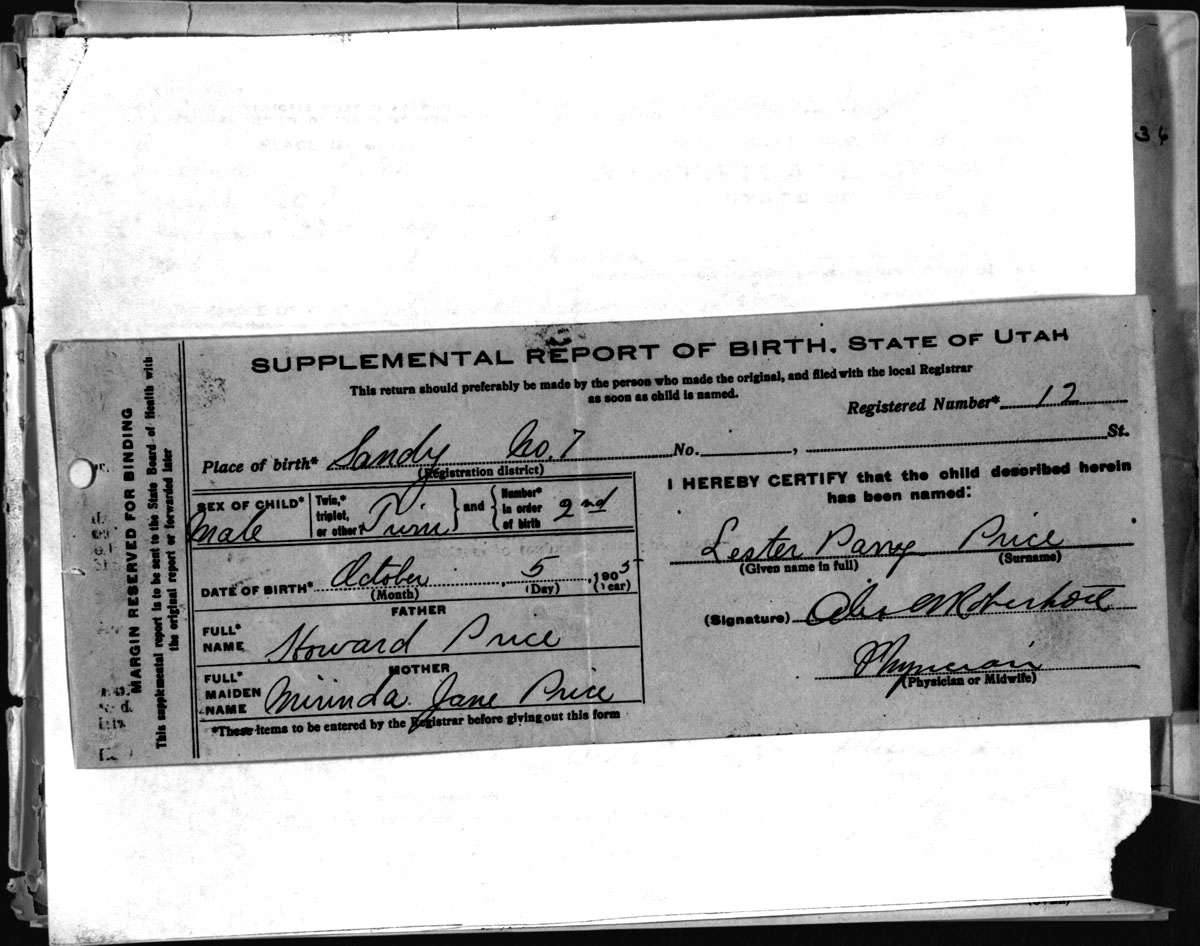 36
SUPPLEMENTAL REPORT OF BIRTH. STATE OF UTAH
This return should preferably be made by the person who made the original, and filed with the local Registrar
as soon as child is named.
Registered Number* 12
Place of birth* Sandy No. 7 No. , St.
(Registration district)
SEX OF CHILD* Male
Twin,* triplet, or other? Twin } and { Number* in order of birth 2nd
DATE OF BIRTH* October , 5 , 1905
(Month) (Day) (Year)
FATHER
FULL* NAME Howard Price
MOTHER
FULL* MAIDEN NAME Mirinda Jane Price
*These items to be entered by the Registrar before giving out this form
I HEREBY CERTIFY that the child described herein
has been named:
Lester Parry Price
(Given name in full) (Surname)
(Signature)
Physician
(Physician or Midwife)
MARGIN RESERVED FOR BINDING
This supplemental report is to be sent to the State Board of Health with
the original report or forwarded later